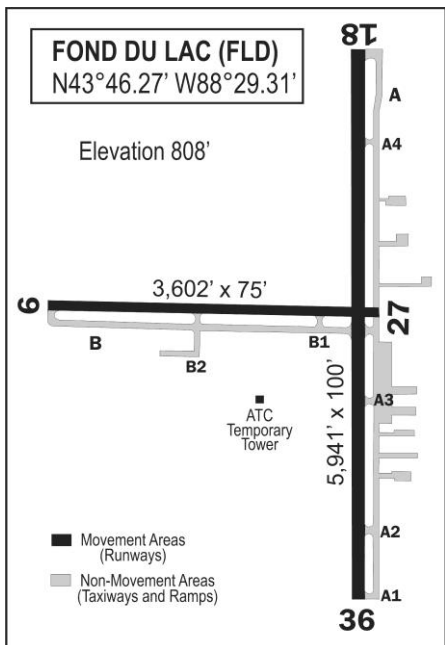 FOND DU LAC (FLD)
N43°46.27' W88°29.31'
Elevation 808'
18
A
A4
3,602' x 75'
9
27
B
B1
B2
A3
ATC
Temporary
Tower
5,941' x 100'
Movement Areas
(Runways)
A2
Non-Movement Areas
(Taxiways and Ramps)
A1
36